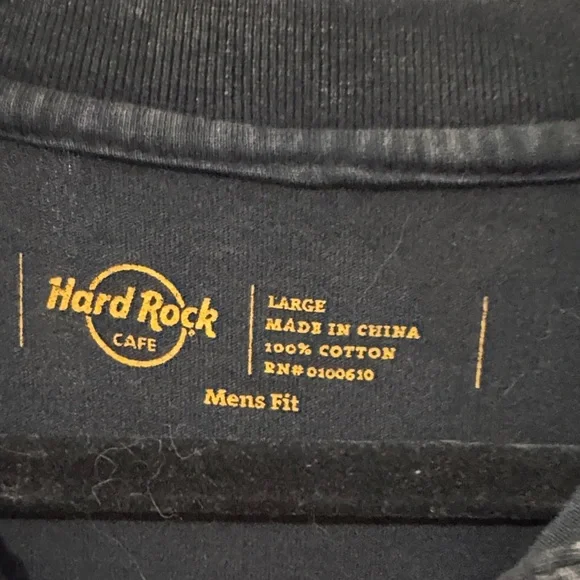 Hard Rock
CAFE
LARGE
MADE IN CHINA
100% COTTON
RN# 0100610
Mens Fit